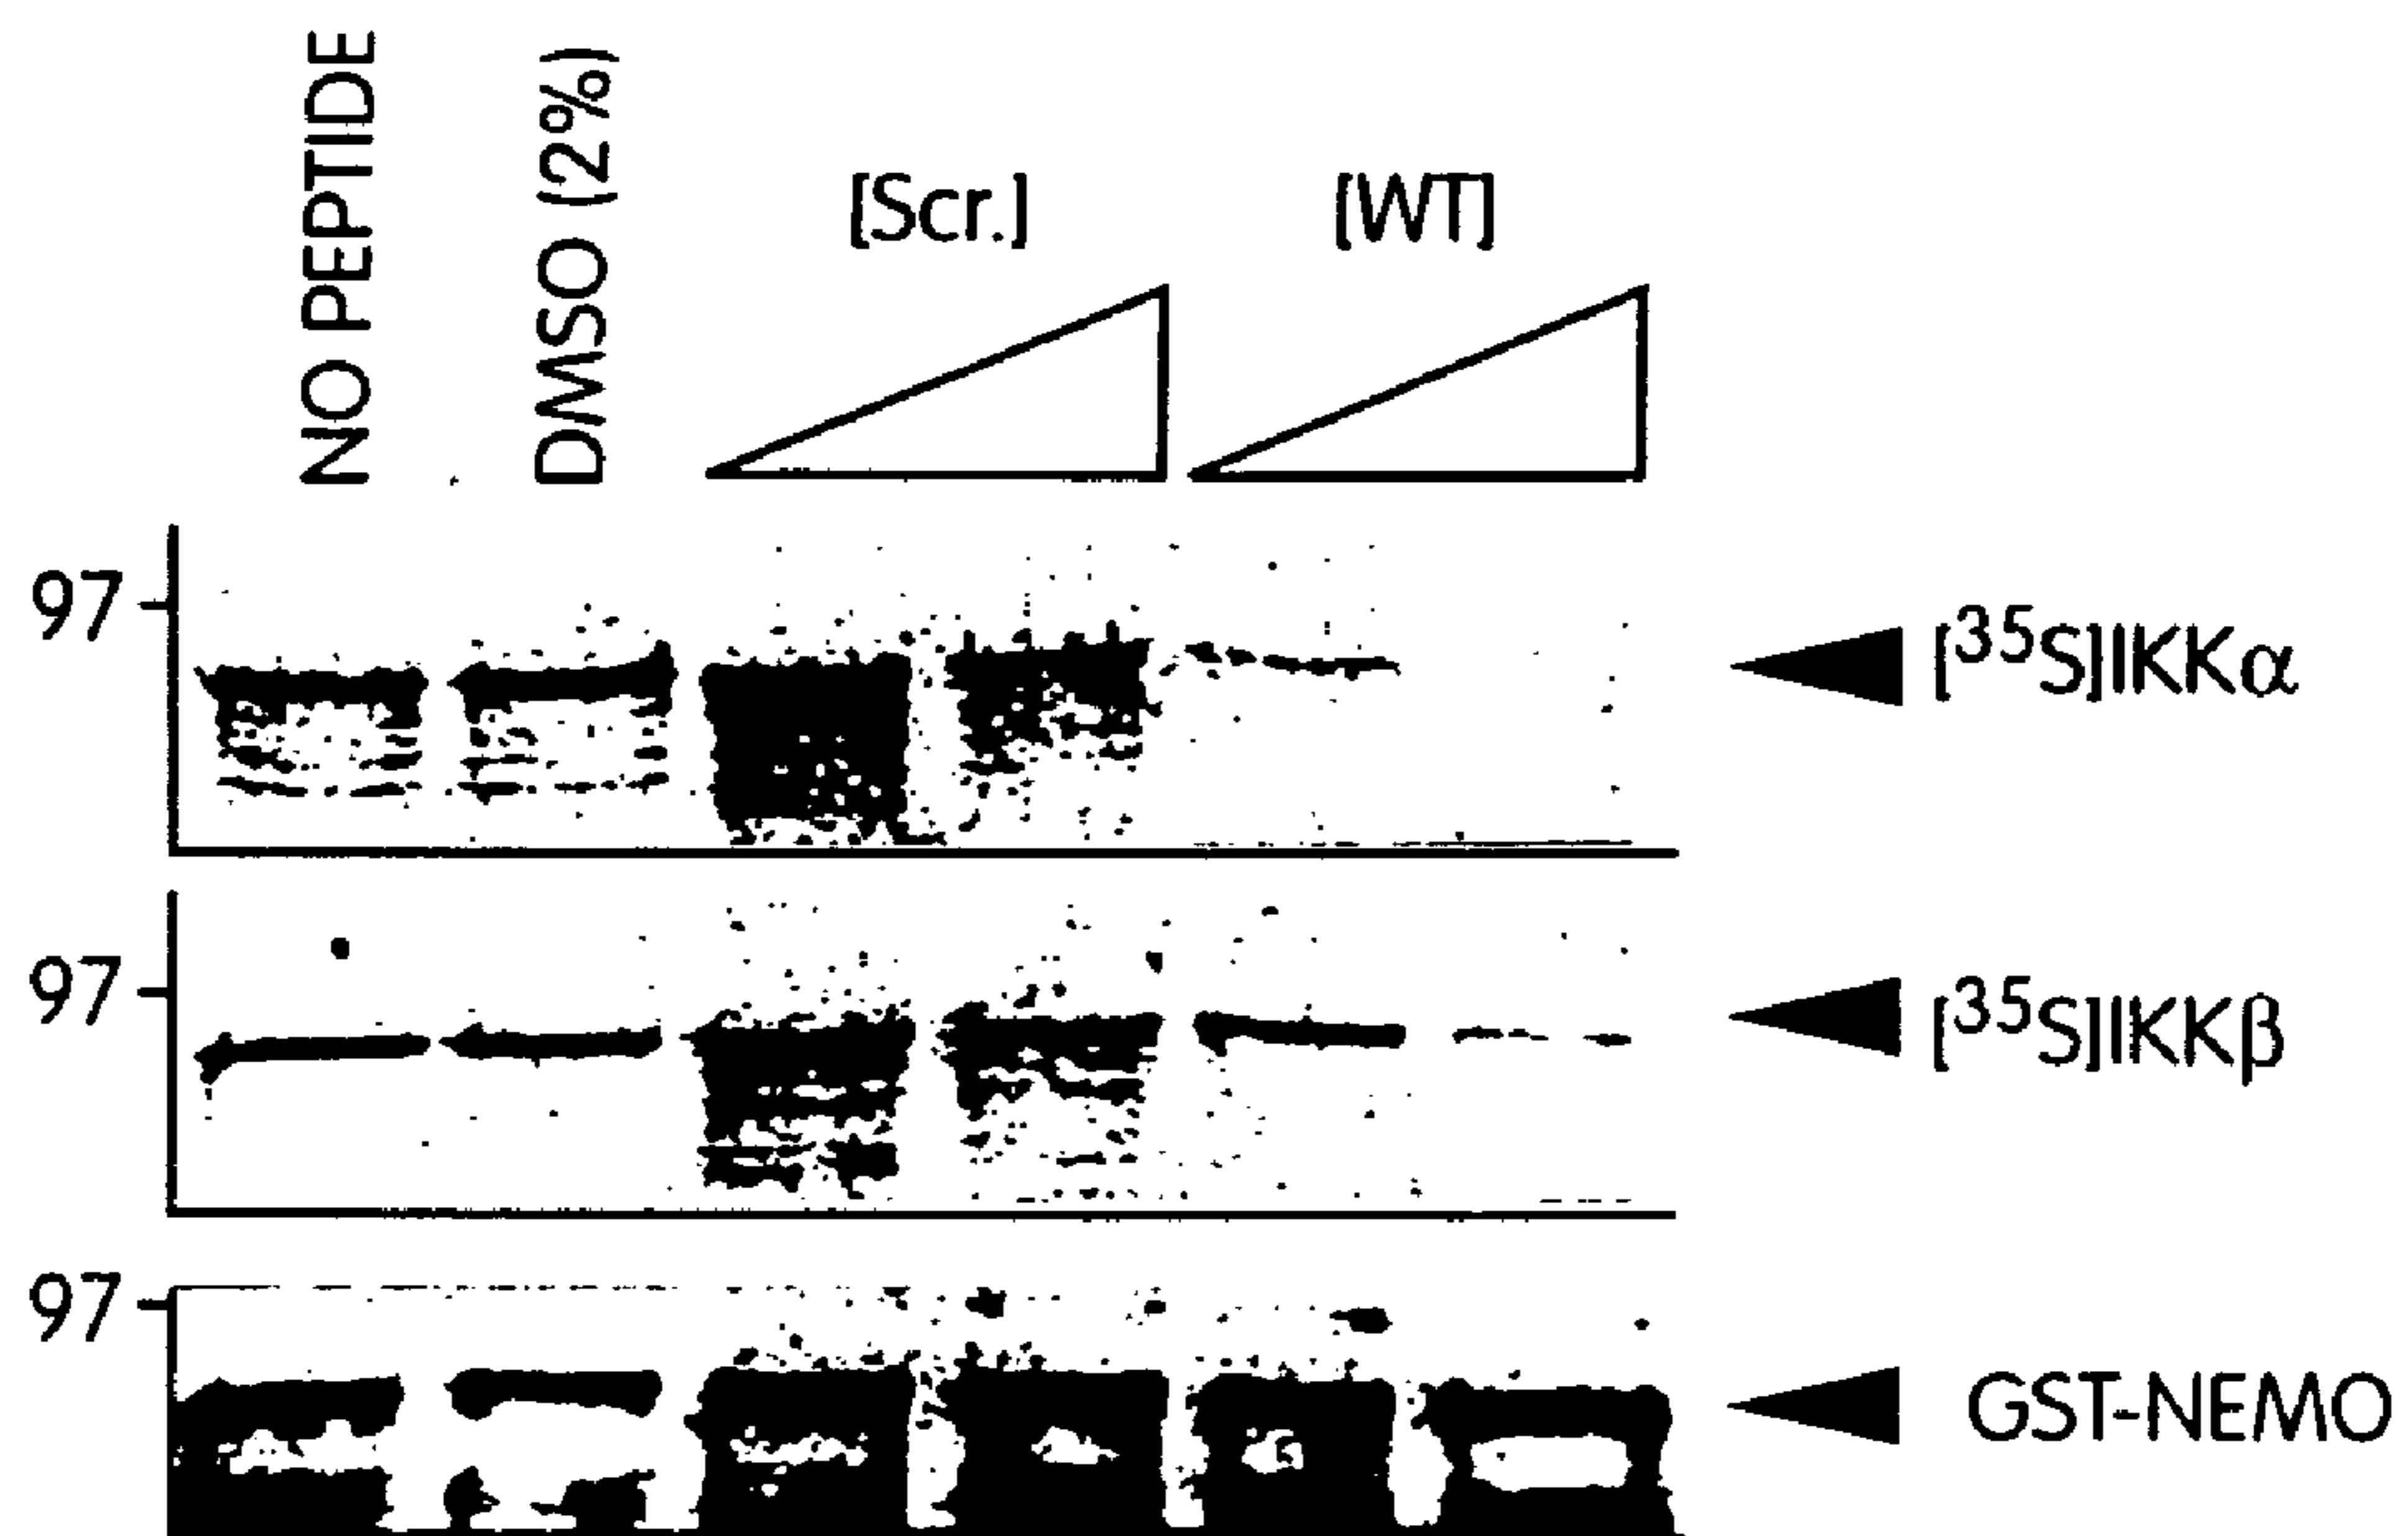 NO PEPTIDE
DMSO (2%)
[Scr.]
[WT]
97
[³⁵S]IKKα
97
[³⁵S]IKKβ
97
GST-NEMO